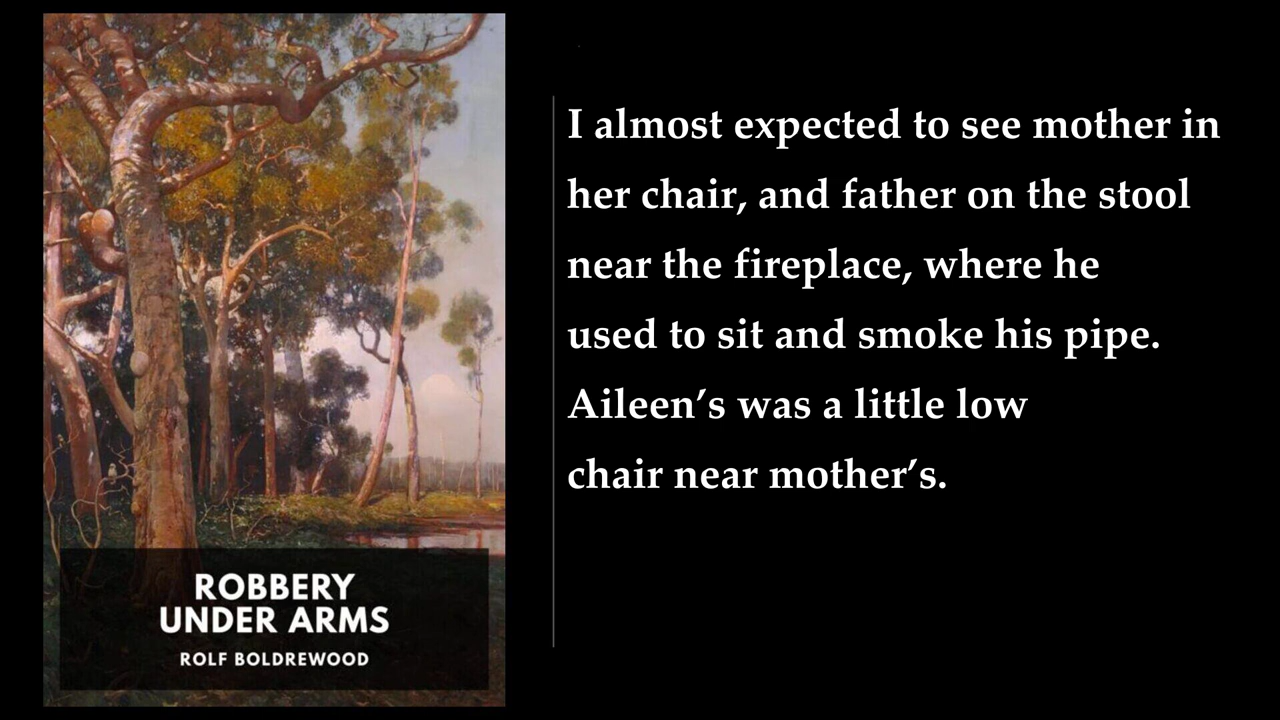 ROBBERY
UNDER ARMS
ROLF BOLDREWOOD
I almost expected to see mother in
her chair, and father on the stool
near the fireplace, where he
used to sit and smoke his pipe.
Aileen’s was a little low
chair near mother’s.